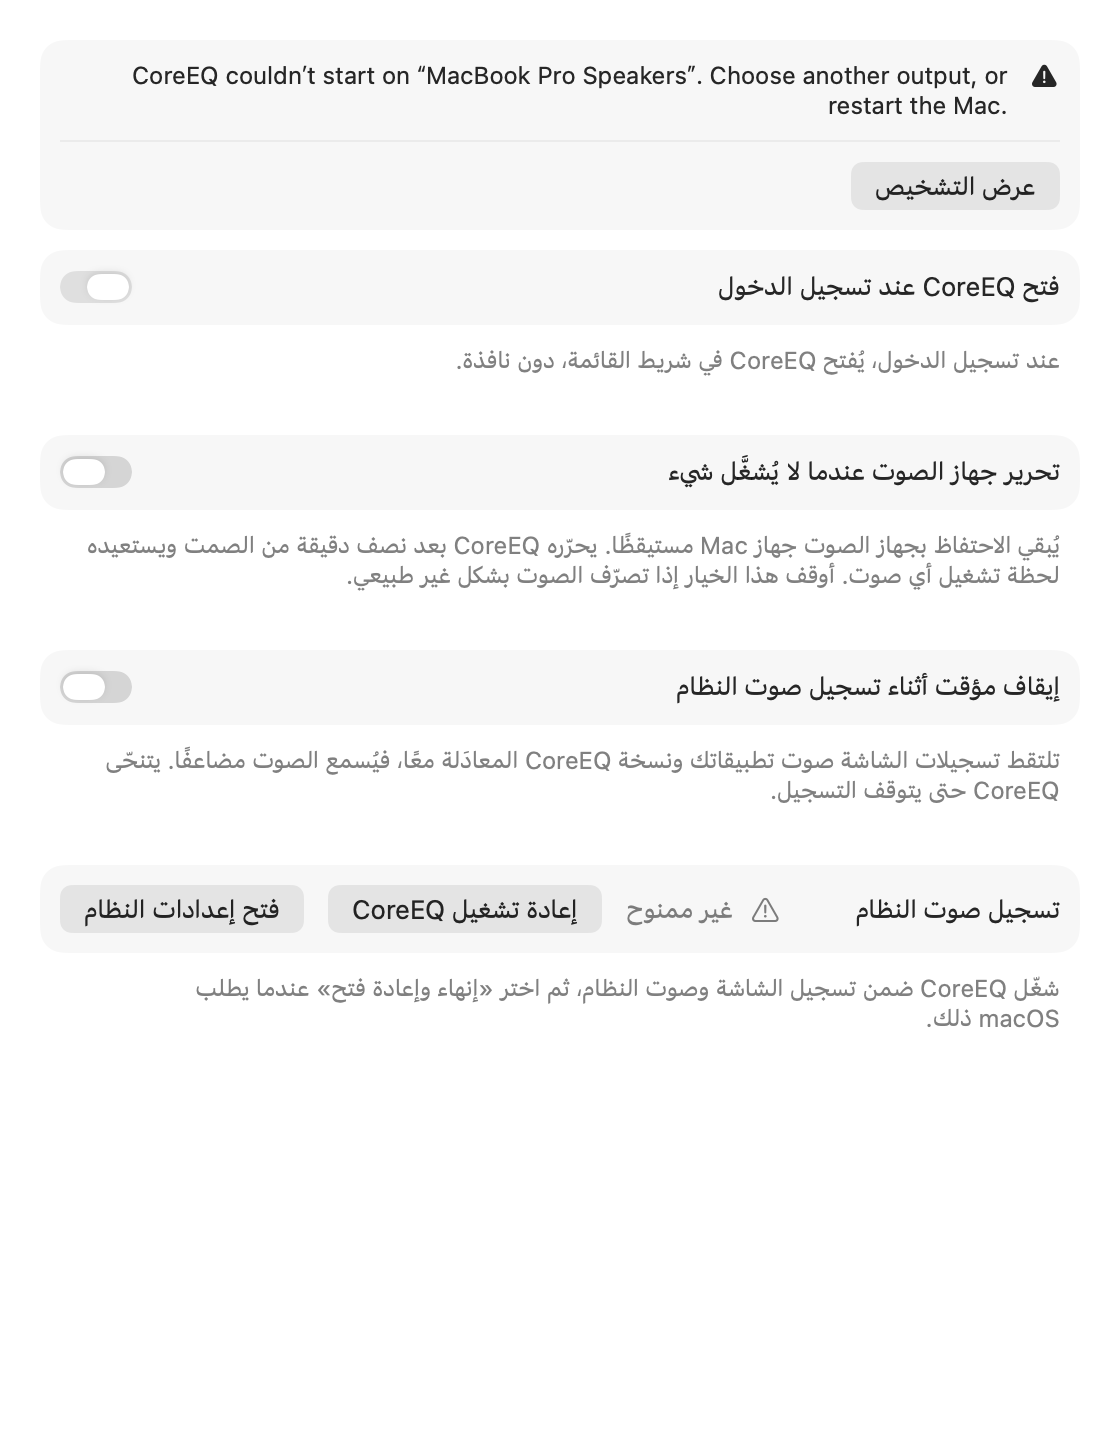 CoreEQ couldn’t start on “MacBook Pro Speakers”. Choose another output, or
restart the Mac.
عرض التشخيص
فتح CoreEQ عند تسجيل الدخول
عند تسجيل الدخول، يُفتح CoreEQ في شريط القائمة، دون نافذة.
تحرير جهاز الصوت عندما لا يُشغَّل شيء
يُبقي الاحتفاظ بجهاز الصوت جهاز Mac مستيقظًا. يحرّره CoreEQ بعد نصف دقيقة من الصمت ويستعيده
لحظة تشغيل أي صوت. أوقف هذا الخيار إذا تصرّف الصوت بشكل غير طبيعي.
إيقاف مؤقت أثناء تسجيل صوت النظام
تلتقط تسجيلات الشاشة صوت تطبيقاتك ونسخة CoreEQ المعادَلة معًا، فيُسمع الصوت مضاعفًا. يتنحّى
CoreEQ حتى يتوقف التسجيل.
تسجيل صوت النظام غير ممنوح إعادة تشغيل CoreEQ فتح إعدادات النظام
شغّل CoreEQ ضمن تسجيل الشاشة وصوت النظام، ثم اختر «إنهاء وإعادة فتح» عندما يطلب
macOS ذلك.